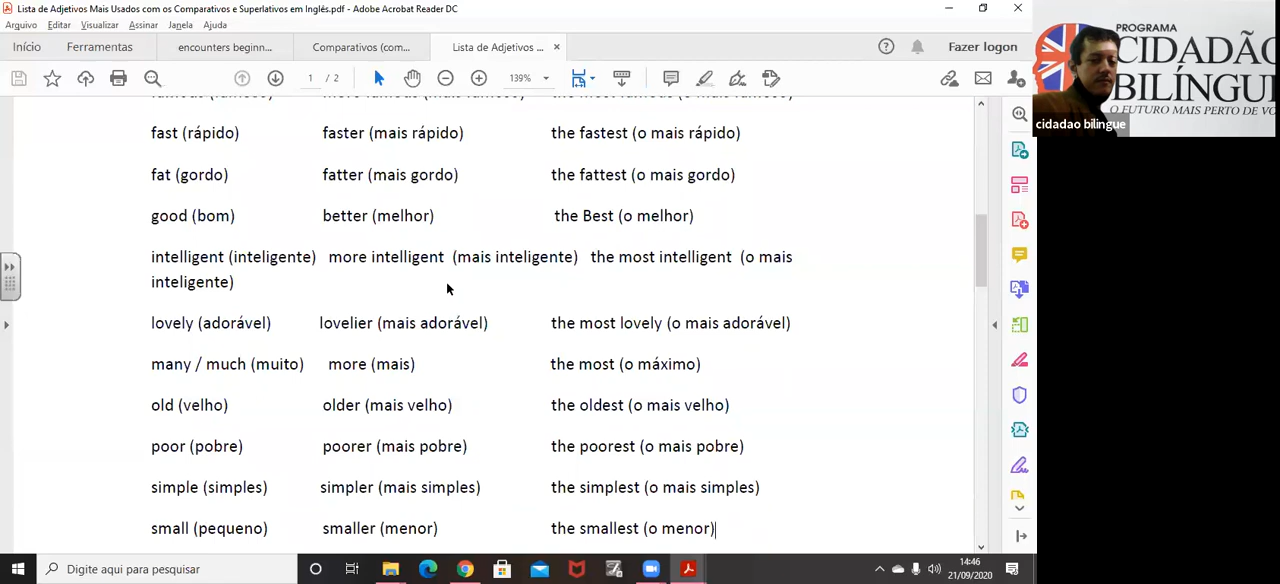 Lista de Adjetivos Mais Usados com os Comparativos e Superlativos em Inglês.pdf - Adobe Acrobat Reader DC
Arquivo Editar Visualizar Assinar Janela Ajuda
Início Ferramentas encounters beginn... Comparativos (com... Lista de Adjetivos ... × Fazer logon
1 / 2 139%
fast (rápido) faster (mais rápido) the fastest (o mais rápido)
fat (gordo) fatter (mais gordo) the fattest (o mais gordo)
good (bom) better (melhor) the Best (o melhor)
intelligent (inteligente) more intelligent (mais inteligente) the most intelligent (o mais
inteligente)
lovely (adorável) lovelier (mais adorável) the most lovely (o mais adorável)
many / much (muito) more (mais) the most (o máximo)
old (velho) older (mais velho) the oldest (o mais velho)
poor (pobre) poorer (mais pobre) the poorest (o mais pobre)
simple (simples) simpler (mais simples) the simplest (o mais simples)
small (pequeno) smaller (menor) the smallest (o menor)
PROGRAMA
CIDADÃO
BILÍNGU
O FUTURO MAIS PERTO DE VO
cidadao bilingue
Digite aqui para pesquisar
14:46
21/09/2020